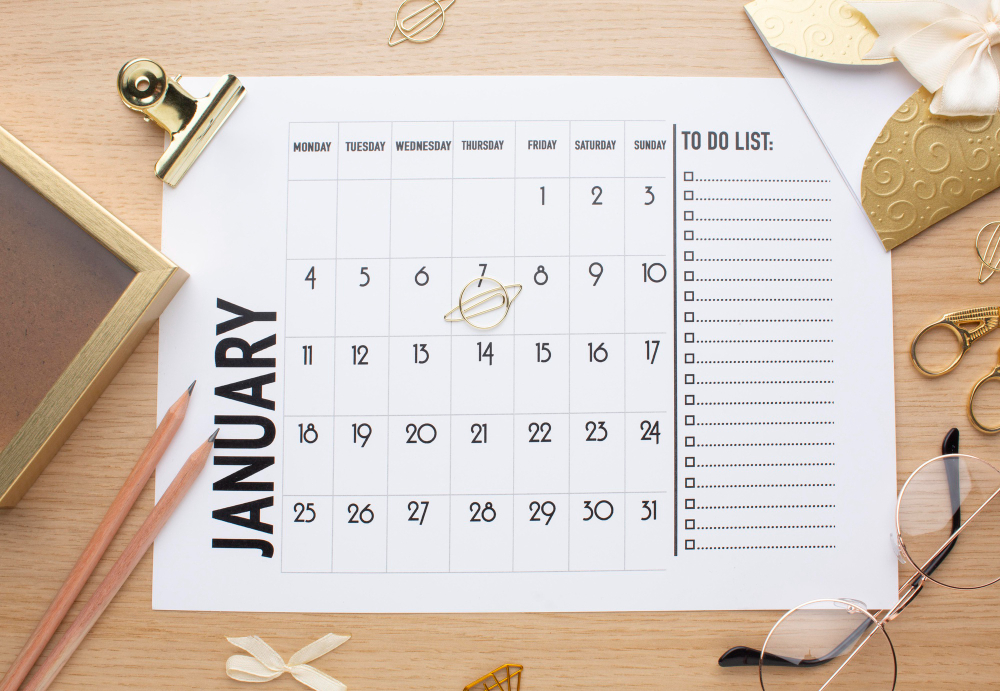 MONDAY TUESDAY WEDNESDAY THURSDAY FRIDAY SATURDAY SUNDAY
1 2 3
4 5 6 7 8 9 10
11 12 13 14 15 16 17
18 19 20 21 22 23 24
25 26 27 28 29 30 31
JANUARY
TO DO LIST: